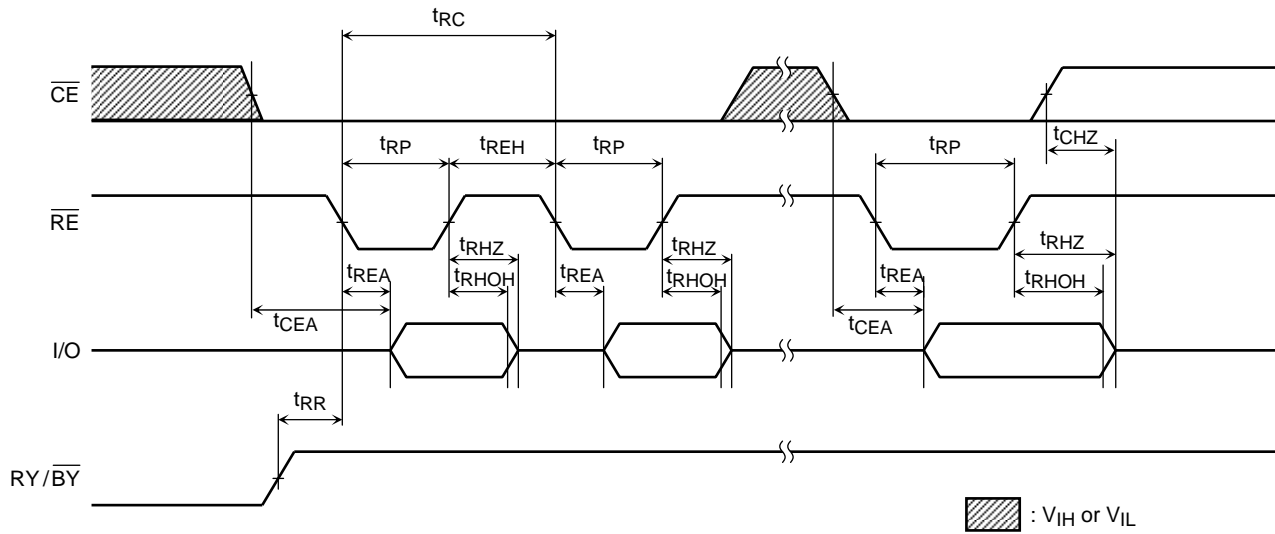 tRC
CE
tCHZ
tRP tREH tRP tRP
RE
tRHZ tRHZ tRHZ
tREA tRHOH tREA tRHOH tREA tRHOH
tCEA tCEA
I/O
tRR
RY/BY
: VIH or VIL